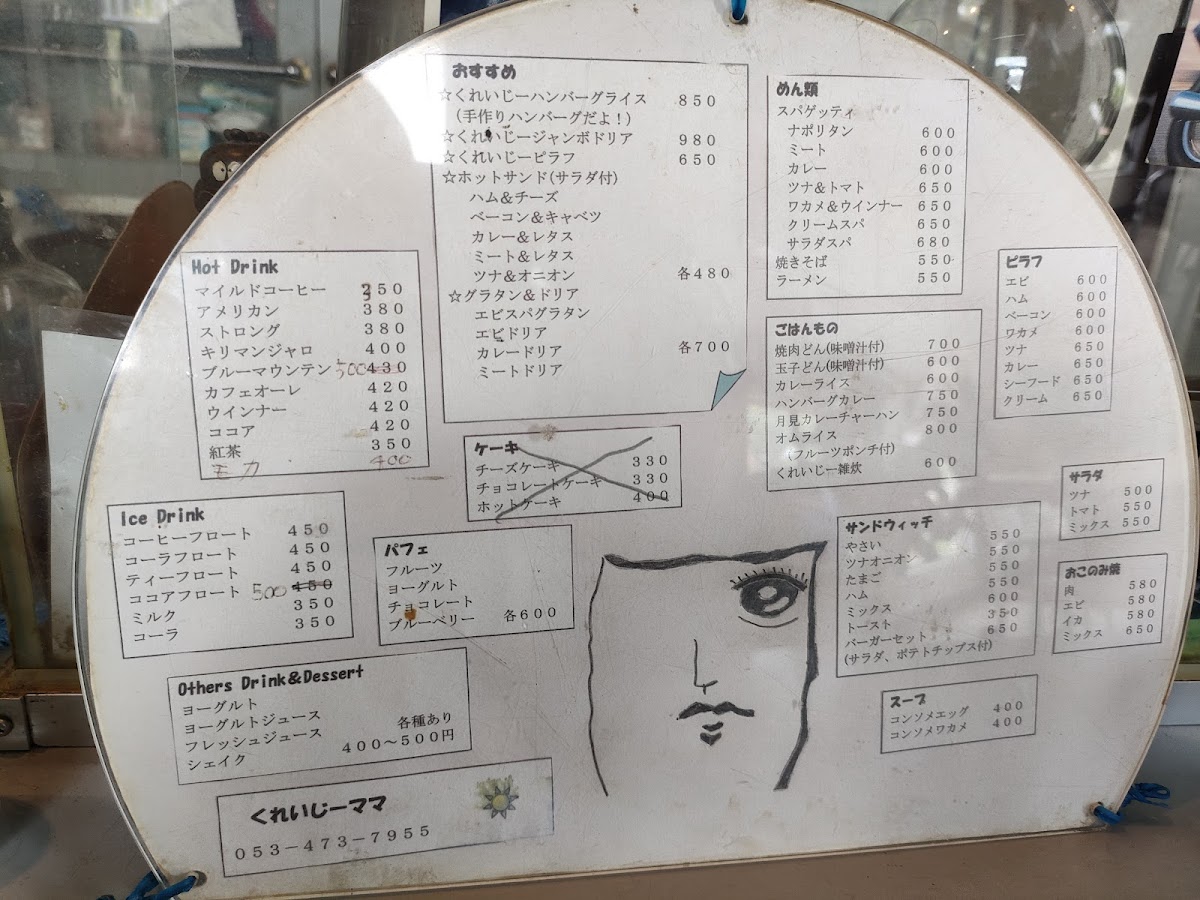 おすすめ
☆くれいじーハンバーグライス 850
(手作りハンバーグだよ!)
☆くれいじージャンボドリア 980
☆くれいじーピラフ 650
☆ホットサンド(サラダ付)
ハム&チーズ
ベーコン&キャベツ
カレー&レタス
ミート&レタス
ツナ&オニオン 各480
☆グラタン&ドリア
エビスパグラタン
エビドリア
カレードリア 各700
ミートドリア
めん類
スパゲッティ
ナポリタン 600
ミート 600
カレー 600
ツナ&トマト 650
ワカメ&ウインナー 650
クリームスパ 650
サラダスパ 680
焼きそば 550
ラーメン 550
Hot Drink
マイルドコーヒー 350
アメリカン 380
ストロング 380
キリマンジャロ 400
ブルーマウンテン 500 430
カフェオーレ 420
ウインナー 420
ココア 420
紅茶 350
モカ 400
ピラフ
エビ 600
ハム 600
ベーコン 600
ワカメ 600
ツナ 650
カレー 650
シーフード 650
クリーム 650
ごはんもの
焼肉どん(味噌汁付) 700
玉子どん(味噌汁付) 600
カレーライス 600
ハンバーグカレー 750
月見カレーチャーハン 750
オムライス 800
(フルーツポンチ付)
くれいじー雑炊 600
ケーキ
チーズケーキ 330
チョコレートケーキ 330
ホットケーキ 400
Ice Drink
コーヒーフロート 450
コーラフロート 450
ティーフロート 450
ココアフロート 500 450
ミルク 350
コーラ 350
パフェ
フルーツ
ヨーグルト
チョコレート
ブルーベリー 各600
サラダ
ツナ 500
トマト 550
ミックス 550
サンドウィッチ
やさい 550
ツナオニオン 550
たまご 550
ハム 550
ミックス 600
トースト 350
バーガーセット 650
(サラダ、ポテトチップス付)
おこのみ焼
肉 580
エビ 580
イカ 580
ミックス 650
Others Drink&Dessert
ヨーグルト
ヨーグルトジュース 各種あり
フレッシュジュース 400〜500円
シェイク
スープ
コンソメエッグ 400
コンソメワカメ 400
くれいじーママ
053-473-7955